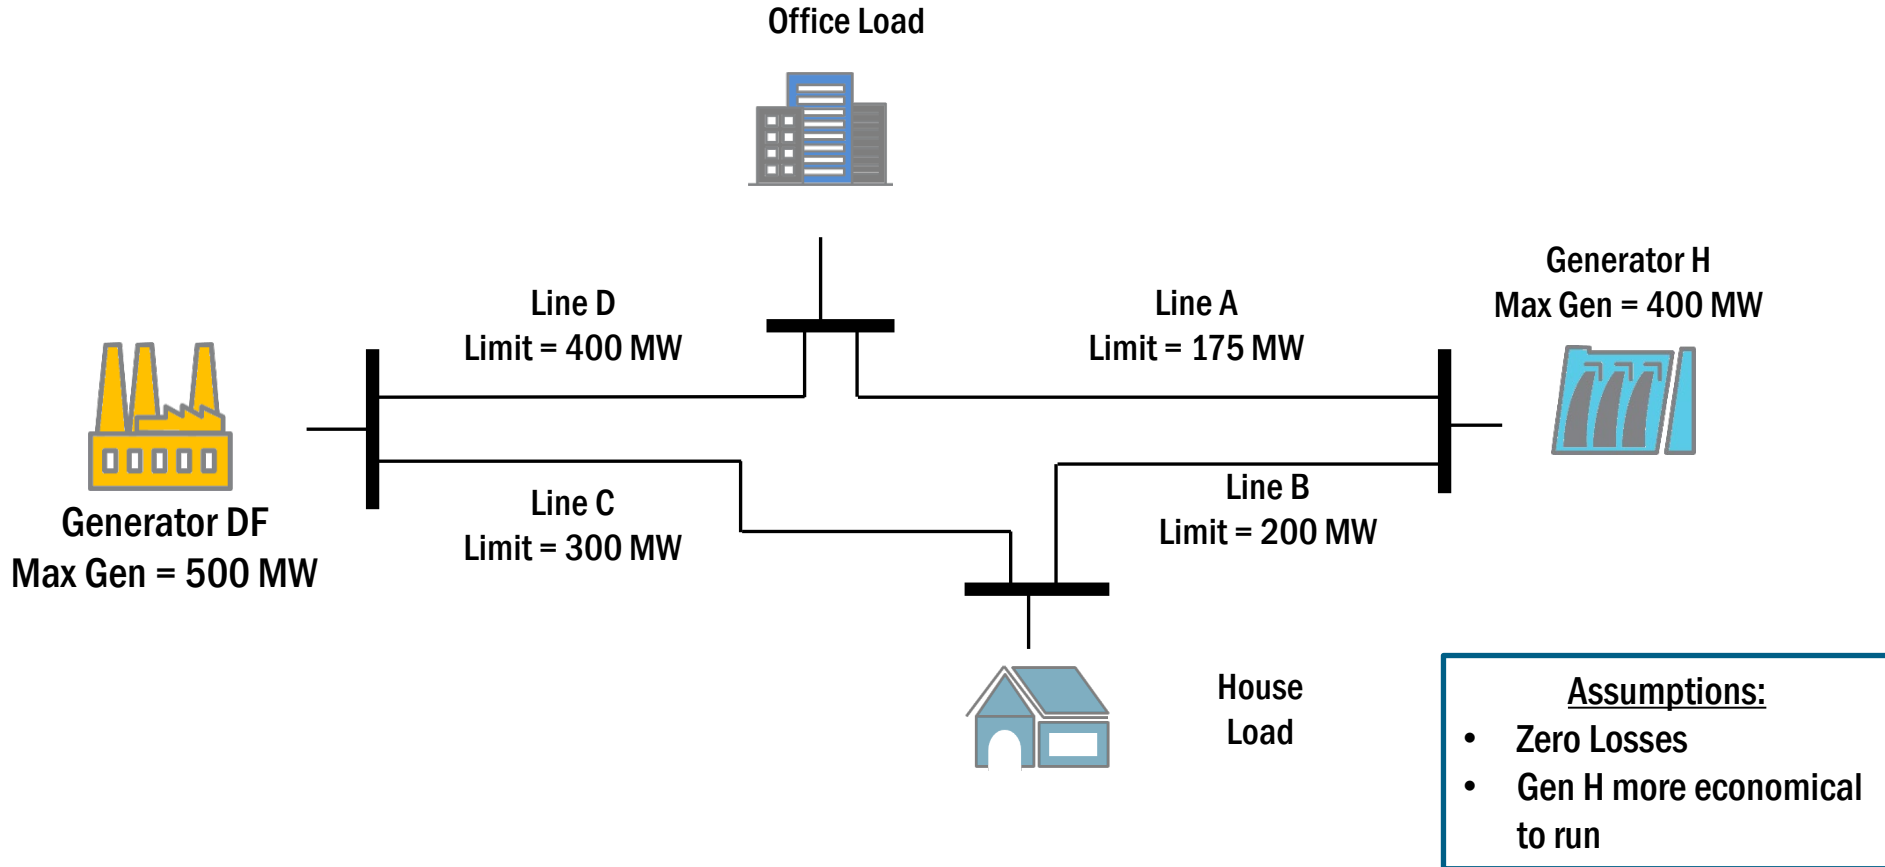 Office Load
Generator H
Max Gen = 400 MW
Line D
Limit = 400 MW
Line A
Limit = 175 MW
Generator DF
Max Gen = 500 MW
Line C
Limit = 300 MW
Line B
Limit = 200 MW
House
Load
Assumptions:
• Zero Losses
• Gen H more economical
to run